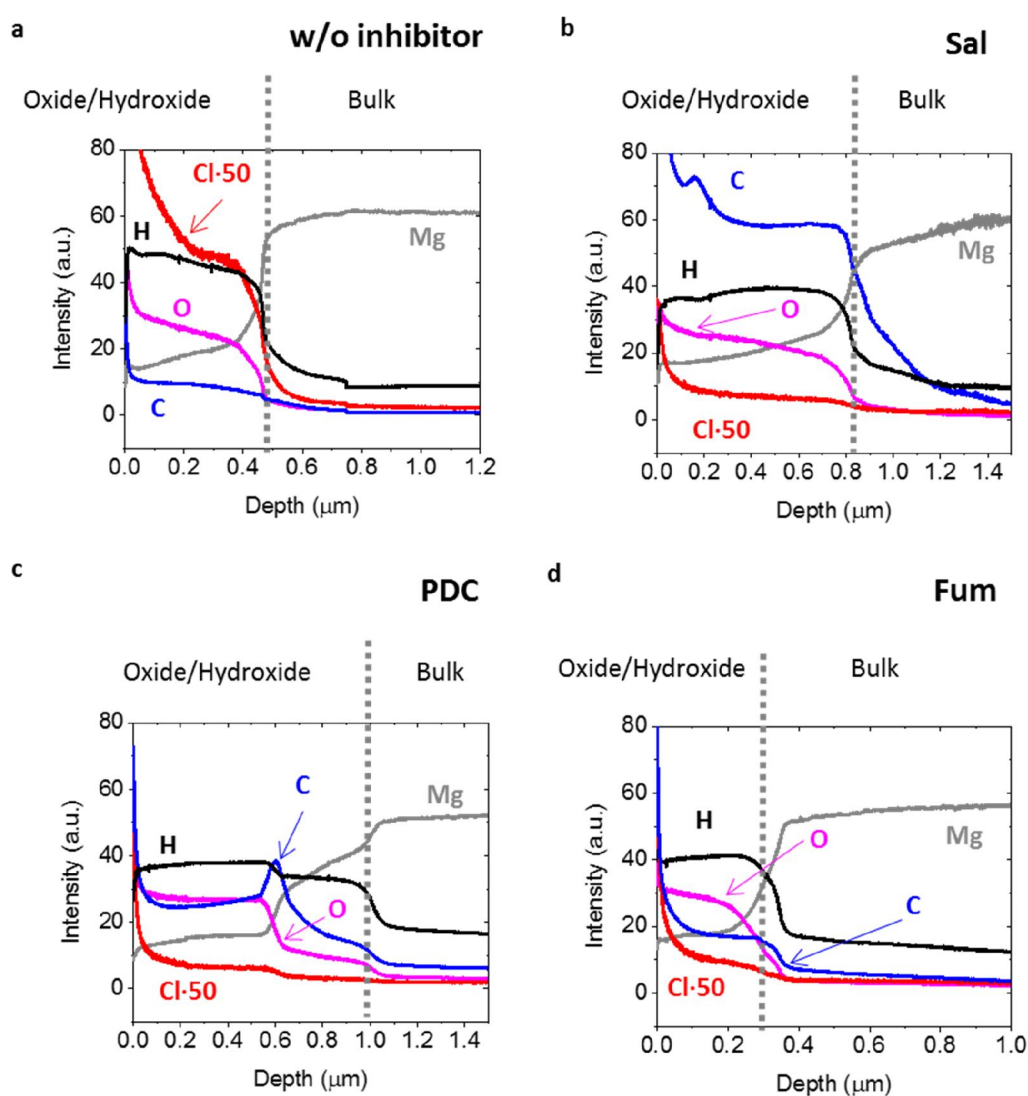 a
w/o inhibitor
Oxide/Hydroxide Bulk
80
60
40
20
0
Intensity (a.u.)
Cl·50
H
O
C
Mg
0.0 0.2 0.4 0.6 0.8 1.0 1.2
Depth (μm)
b
Sal
Oxide/Hydroxide Bulk
80
60
40
20
0
Intensity (a.u.)
C
H
O
Mg
Cl·50
0.0 0.2 0.4 0.6 0.8 1.0 1.2 1.4
Depth (μm)
c
PDC
Oxide/Hydroxide Bulk
80
60
40
20
0
Intensity (a.u.)
C
Mg
H
O
Cl·50
0.0 0.2 0.4 0.6 0.8 1.0 1.2 1.4
Depth (μm)
d
Fum
Oxide/Hydroxide Bulk
80
60
40
20
0
Intensity (a.u.)
H
O
Mg
C
Cl·50
0.0 0.2 0.4 0.6 0.8 1.0
Depth (μm)